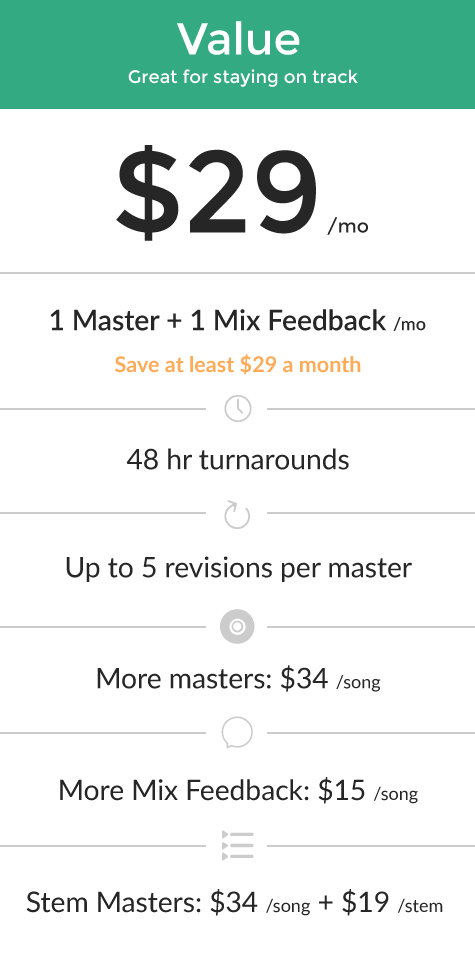 Value
Great for staying on track
$29 /mo
1 Master + 1 Mix Feedback /mo
Save at least $29 a month
48 hr turnarounds
Up to 5 revisions per master
More masters: $34 /song
More Mix Feedback: $15 /song
Stem Masters: $34 /song + $19 /stem